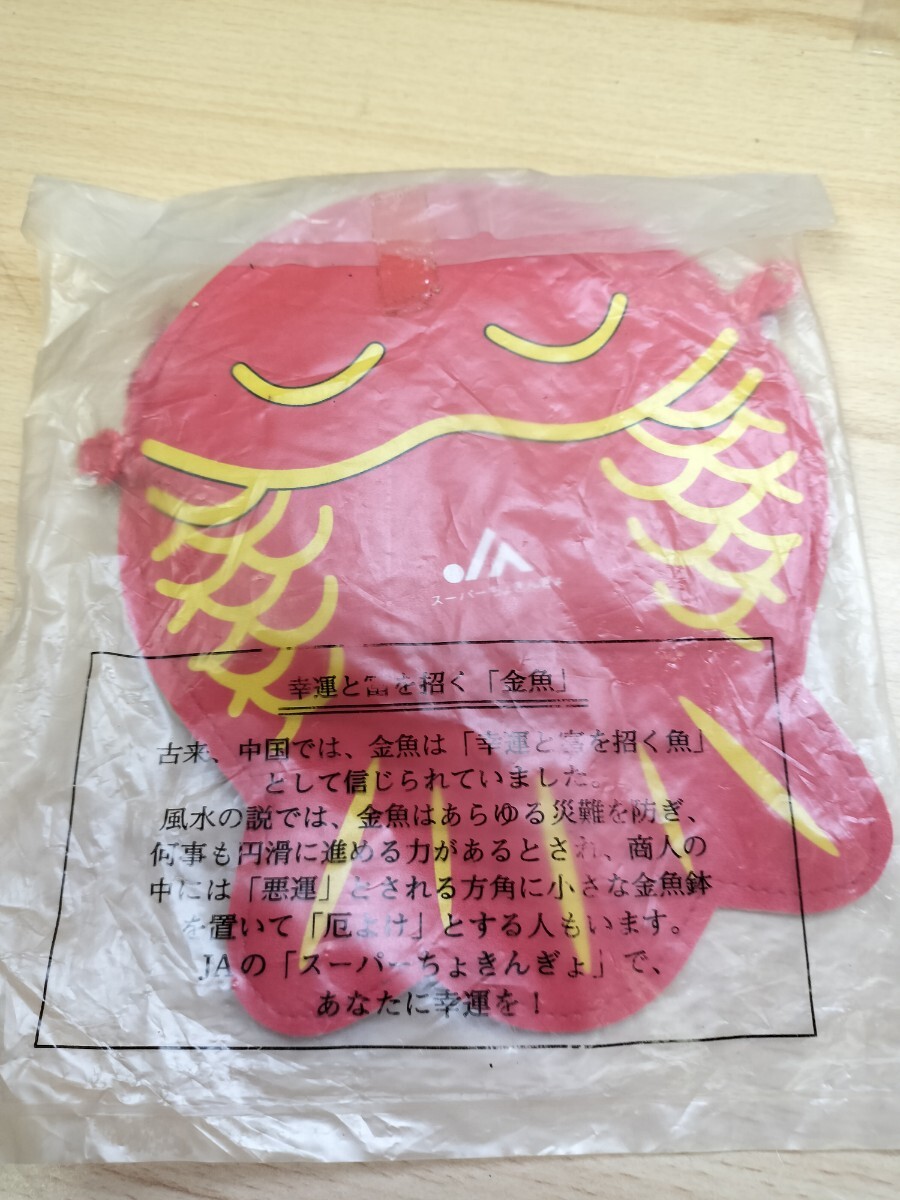 JA
スーパーちょきんぎょ
幸運と富を招く「金魚」
古来、中国では、金魚は「幸運と富を招く魚」
として信じられていました。
風水の説では、金魚はあらゆる災難を防ぎ、
何事も円滑に進める力があるとされ、商人の
中には「悪運」とされる方角に小さな金魚鉢
を置いて「厄よけ」とする人もいます。
JAの「スーパーちょきんぎょ」で、
あなたに幸運を！